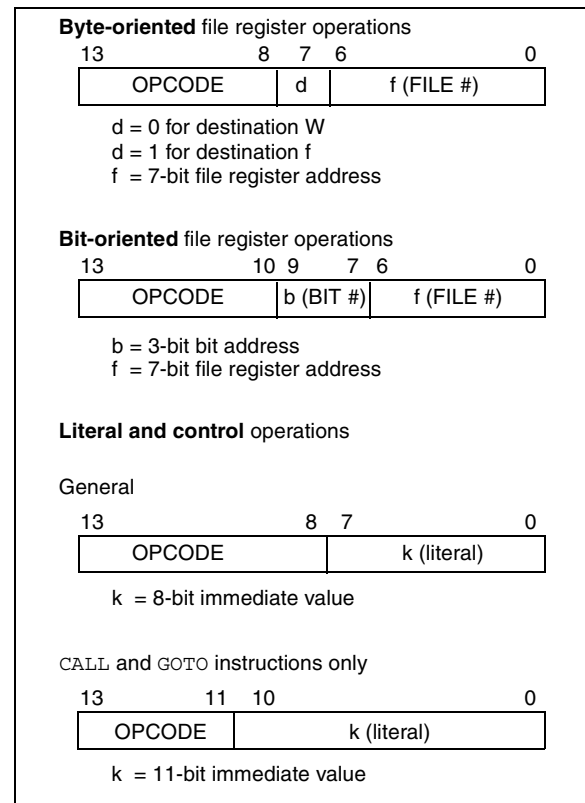 Byte-oriented file register operations
13 8 7 6 0
OPCODE d f (FILE #)
d = 0 for destination W
d = 1 for destination f
f = 7-bit file register address
Bit-oriented file register operations
13 10 9 7 6 0
OPCODE b (BIT #) f (FILE #)
b = 3-bit bit address
f = 7-bit file register address
Literal and control operations
General
13 8 7 0
OPCODE k (literal)
k = 8-bit immediate value
CALL and GOTO instructions only
13 11 10 0
OPCODE k (literal)
k = 11-bit immediate value